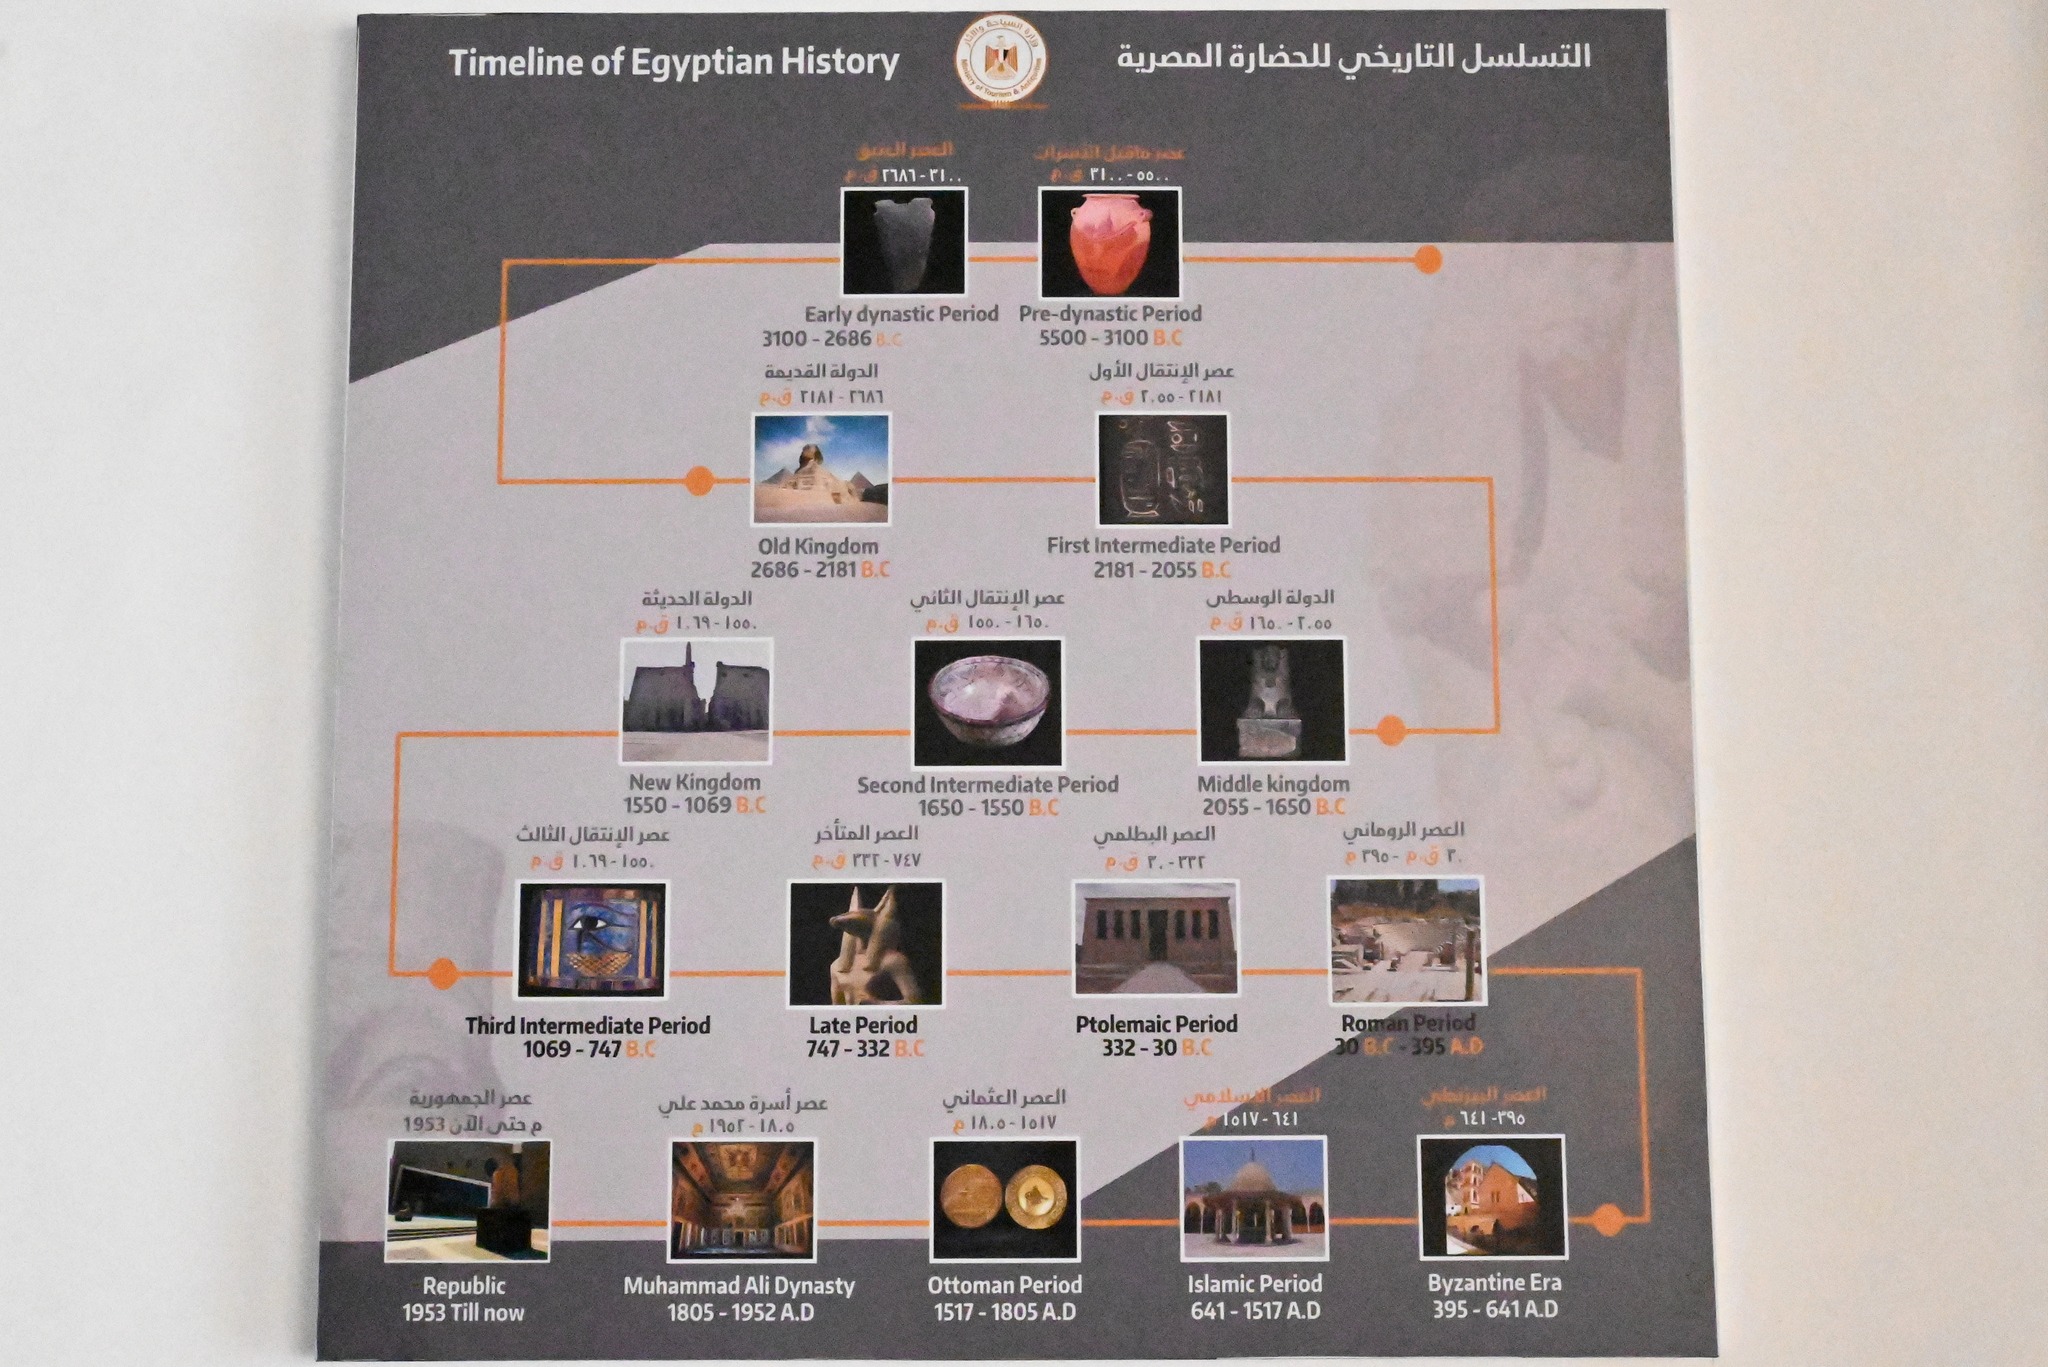 Timeline of Egyptian History
التسلسل التاريخي للحضارة المصرية
وزارة السياحة والآثار
Ministry of Tourism & Antiquities
عصر ماقبل الأسرات
٥٥٠٠-٣١٠٠ ق.م
Pre-dynastic Period
5500 - 3100 B.C
العصر العتيق
٣١٠٠-٢٦٨٦ ق.م
Early dynastic Period
3100 - 2686 B.C
الدولة القديمة
٢٦٨٦-٢١٨١ ق.م
Old Kingdom
2686 - 2181 B.C
عصر الإنتقال الأول
٢١٨١-٢٠٥٥ ق.م
First Intermediate Period
2181 - 2055 B.C
الدولة الوسطى
٢٠٥٥-١٦٥٠ ق.م
Middle kingdom
2055 - 1650 B.C
عصر الإنتقال الثاني
١٦٥٠-١٥٥٠ ق.م
Second Intermediate Period
1650 - 1550 B.C
الدولة الحديثة
١٥٥٠-١٠٦٩ ق.م
New Kingdom
1550 - 1069 B.C
عصر الإنتقال الثالث
١٥٥٠-١٠٦٩ ق.م
Third Intermediate Period
1069 - 747 B.C
العصر المتأخر
٧٤٧-٣٣٢ ق.م
Late Period
747 - 332 B.C
العصر البطلمي
٣٣٢-٣٠ ق.م
Ptolemaic Period
332 - 30 B.C
العصر الروماني
٣٠ ق.م - ٣٩٥ م
Roman Period
30 B.C - 395 A.D
العصر البيزنطي
٣٩٥-٦٤١ م
Byzantine Era
395 - 641 A.D
العصر الإسلامي
٦٤١-١٥١٧ م
Islamic Period
641 - 1517 A.D
العصر العثماني
١٥١٧-١٨٠٥ م
Ottoman Period
1517 - 1805 A.D
عصر أسرة محمد علي
١٨٠٥-١٩٥٢ م
Muhammad Ali Dynasty
1805 - 1952 A.D
عصر الجمهورية
م حتى الآن 1953
Republic
1953 Till now